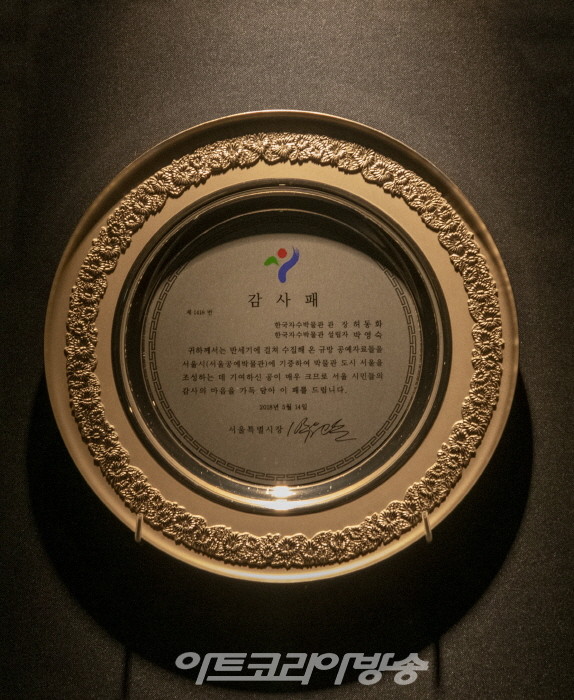 감 사 패
제 1419 번
한국자수박물관 관 장 허 동 화
한국자수박물관 설립자 박 영 숙
귀하께서는 반세기에 걸쳐 수집해 온 규방 공예자료들을
서울시(서울공예박물관)에 기증하여 박물관 도시 서울을
조성하는 데 기여하신 공이 매우 크므로 서울 시민들의
감사의 마음을 가득 담아 이 패를 드립니다.
2018년 5월 14일
서울특별시장
아트코리아방송